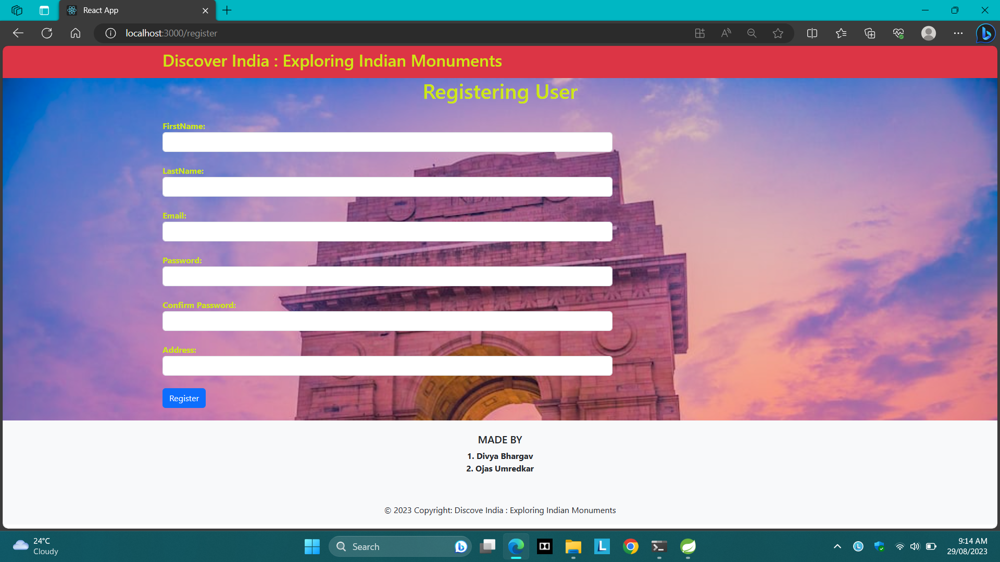 React App
localhost:3000/register
Discover India : Exploring Indian Monuments
Registering User
FirstName:
LastName:
Email:
Password:
Confirm Password:
Address:
Register
MADE BY
1. Divya Bhargav
2. Ojas Umredkar
© 2023 Copyright: Discove India : Exploring Indian Monuments
24°C
Cloudy
Search
9:14 AM
29/08/2023